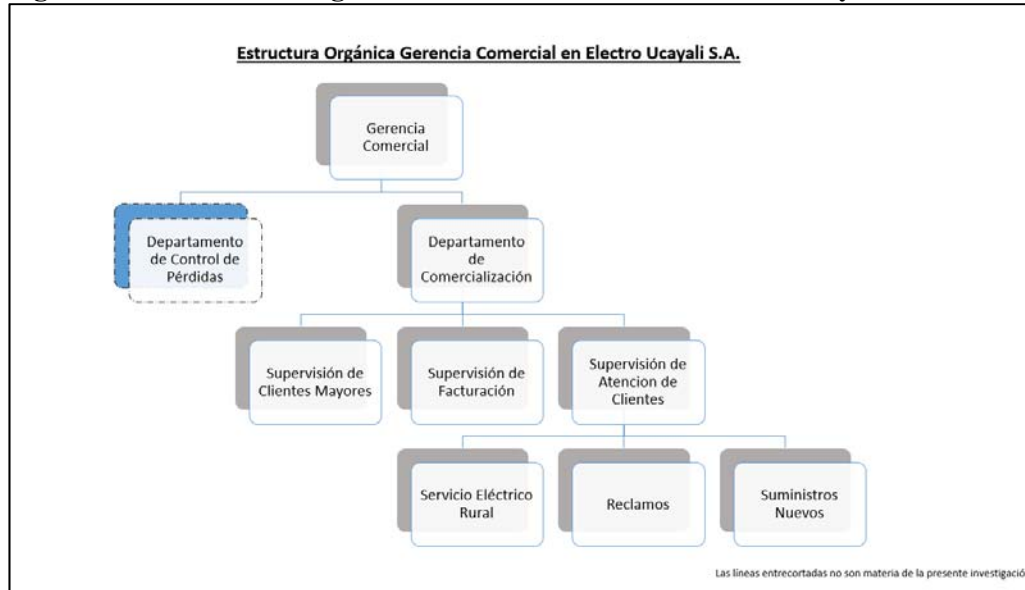 Estructura Orgánica Gerencia Comercial en Electro Ucayali S.A.
Gerencia
Comercial
Departamento
de Control de
Pérdidas
Departamento
de
Comercialización
Supervisión de
Clientes Mayores
Supervisión de
Facturación
Supervisión de
Atencion de
Clientes
Servicio Eléctrico
Rural
Reclamos
Suministros
Nuevos
Las líneas entrecortadas no son materia de la presente investigació